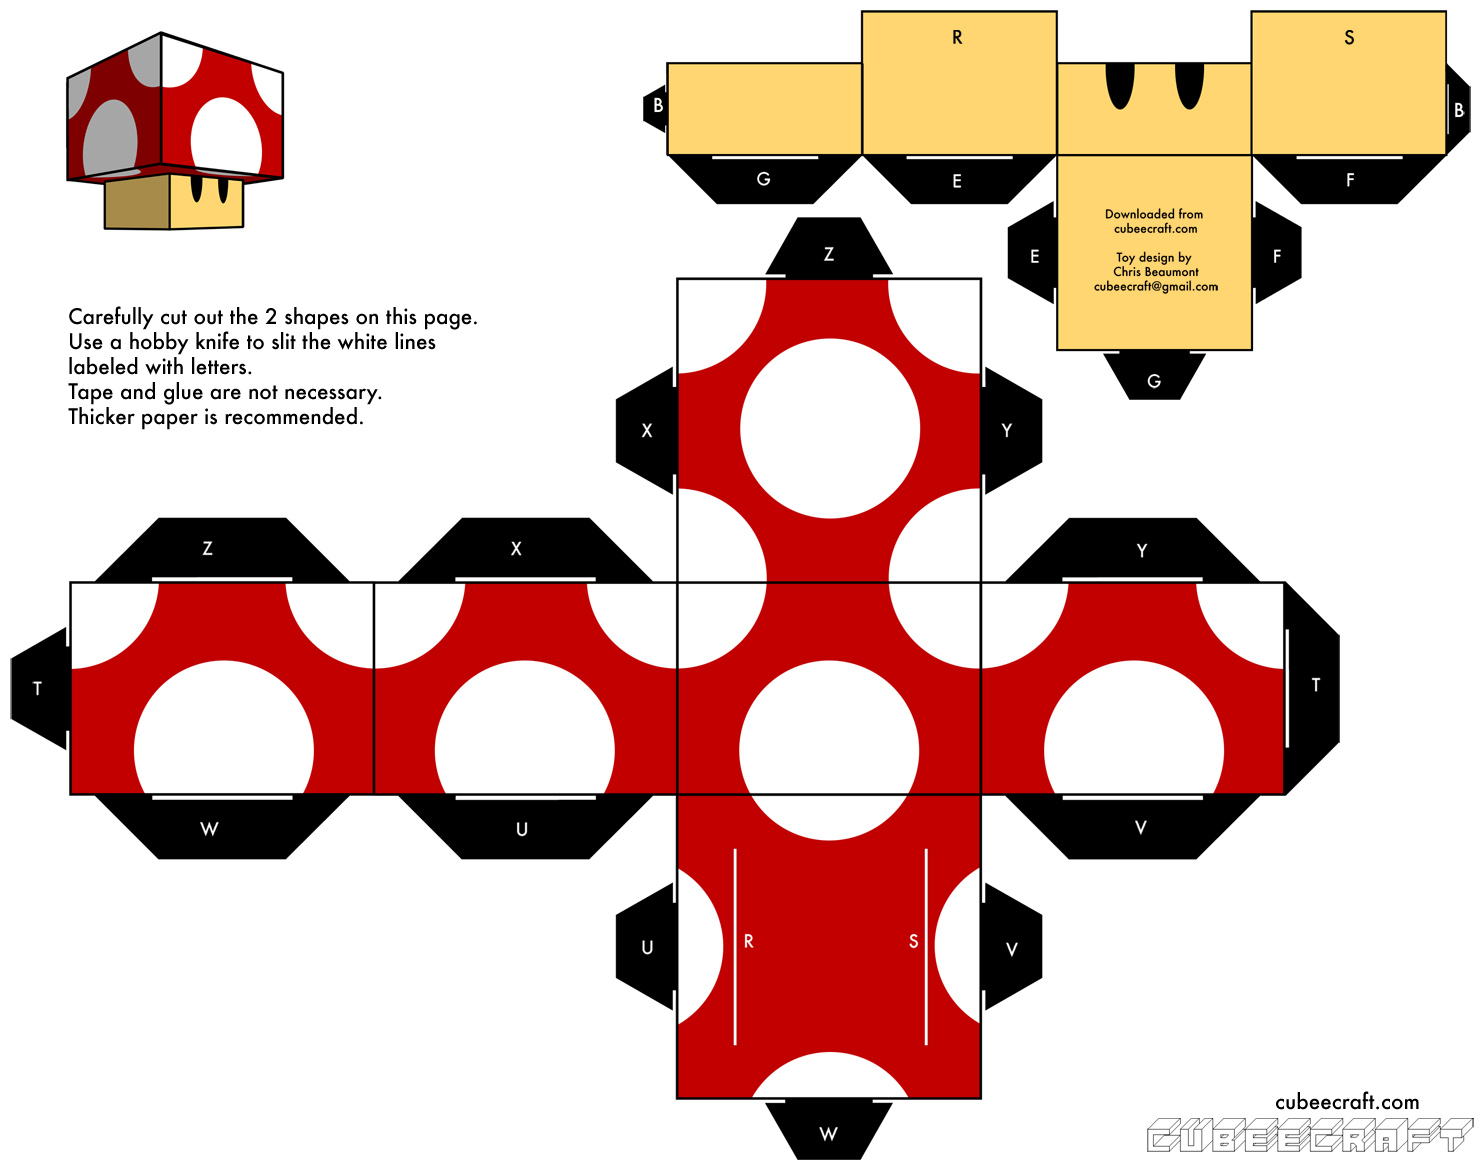 R
S
B
B
G
E
F
Downloaded from
cubeecraft.com
Toy design by
Chris Beaumont
cubeecraft@gmail.com
E
F
G
Z
Carefully cut out the 2 shapes on this page.
Use a hobby knife to slit the white lines
labeled with letters.
Tape and glue are not necessary.
Thicker paper is recommended.
X
Y
Z
X
Y
T
T
W
U
V
U
R
S
V
W
cubeecraft.com
CUBEECRAFT